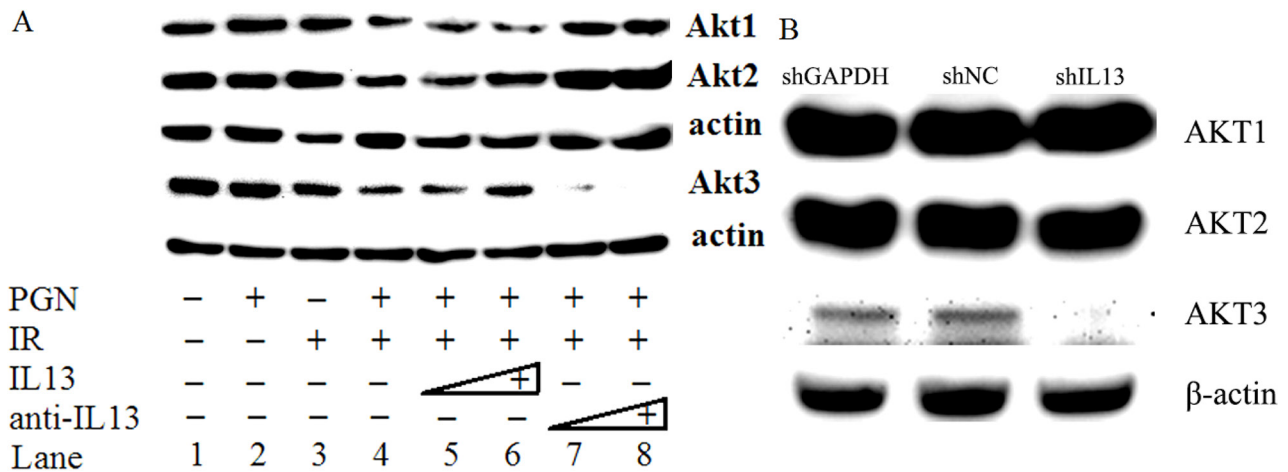 A
Akt1
Akt2
actin
Akt3
actin
PGN − + − + + + + +
IR − − + + + + + +
IL13 − − − − + − −
anti-IL13 − − − − − − +
Lane 1 2 3 4 5 6 7 8
B
shGAPDH shNC shIL13
AKT1
AKT2
AKT3
β-actin